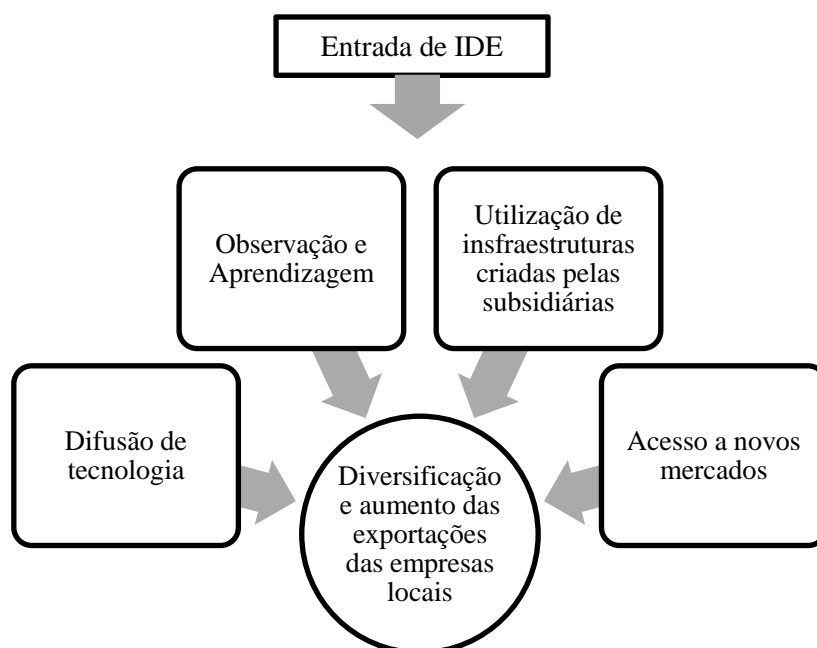 Entrada de IDE
Observação e
Aprendizagem
Utilização de
insfraestruturas
criadas pelas
subsidiárias
Difusão de
tecnologia
Acesso a novos
mercados
Diversificação
e aumento das
exportações
das empresas
locais